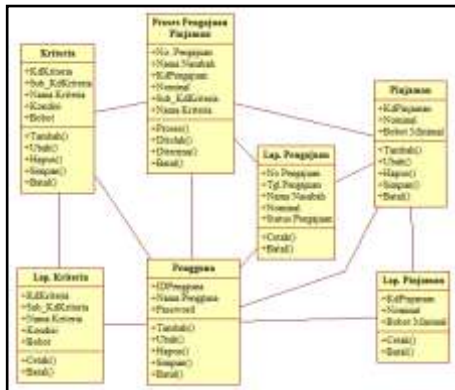 Kriteria
+KdKriteria
+Sub_KdKriteria
+Nama Kriteria
+Kondisi
+Bobot
+Tambah()
+Ubah()
+Hapus()
+Simpan()
+Batal()
Proses Pengajuan
Pinjaman
+No. Pengajuan
+Nama Nasabah
+KdPengajuan
+Nominal
+Sub_KdKriteria
+Nama Kriteria
+Proses()
+Ditolak()
+Diterima()
+Batal()
Pinjaman
+KdPinjaman
+Nominal
+Bobot Minimal
+Tambah()
+Ubah()
+Hapus()
+Simpan()
+Batal()
Lap. Pengajuan
+No Pengajuan
+Tgl Pengajuan
+Nama Nasabah
+Nominal
+Status Pengajuan
+Cetak()
+Batal()
Lap. Kriteria
+KdKriteria
+Sub_KdKriteria
+Nama Kriteria
+Kondisi
+Bobot
+Cetak()
+Batal()
Pengguna
+IDPengguna
+Nama Pengguna
+Password
+Tambah()
+Ubah()
+Hapus()
+Simpan()
+Batal()
Lap. Pinjaman
+KdPinjaman
+Nominal
+Bobot Minimal
+Cetak()
+Batal()